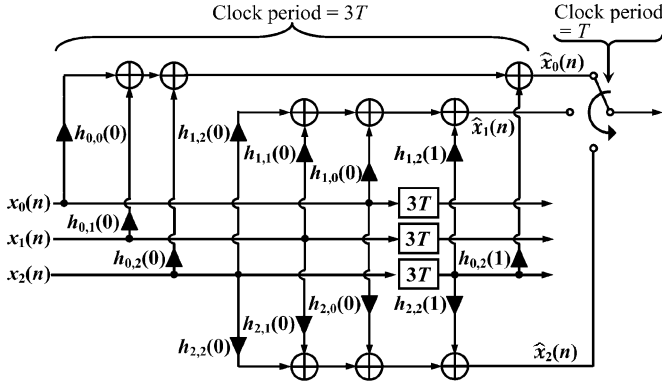 Clock period = 3T
Clock period
= T
x̂₀(n)
h₀,₀(0)
h₁,₂(0)
h₁,₁(0)
h₁,₀(0)
h₁,₂(1)
x̂₁(n)
x₀(n)
3T
h₀,₁(0)
x₁(n)
3T
h₀,₂(0)
x₂(n)
3T
h₀,₂(1)
h₂,₂(0)
h₂,₁(0)
h₂,₀(0)
h₂,₂(1)
x̂₂(n)